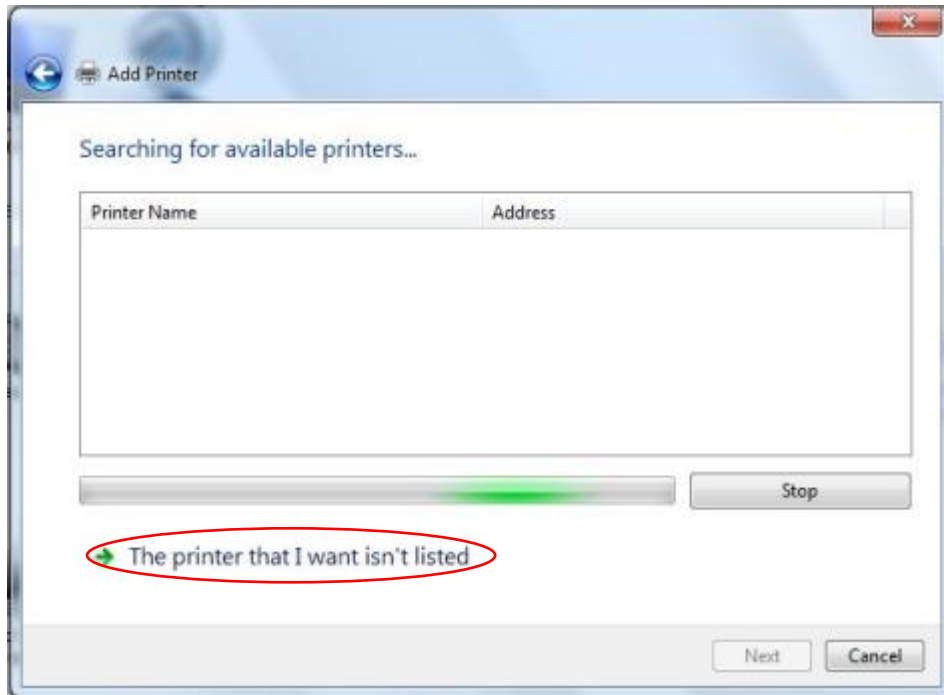 Add Printer
Searching for available printers...
Printer Name Address
Stop
The printer that I want isn't listed
Next Cancel